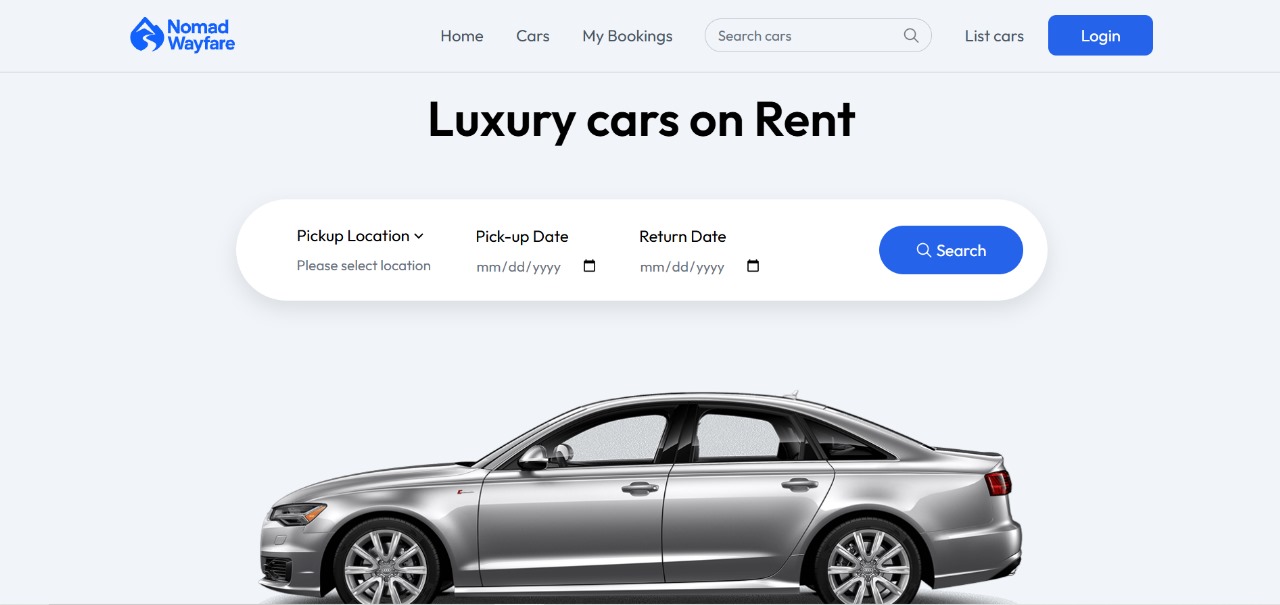 Nomad
Wayfare
Home
Cars
My Bookings
Search cars
List cars
Login
Luxury cars on Rent
Pickup Location
Please select location
Pick-up Date
mm/dd/yyyy
Return Date
mm/dd/yyyy
Search